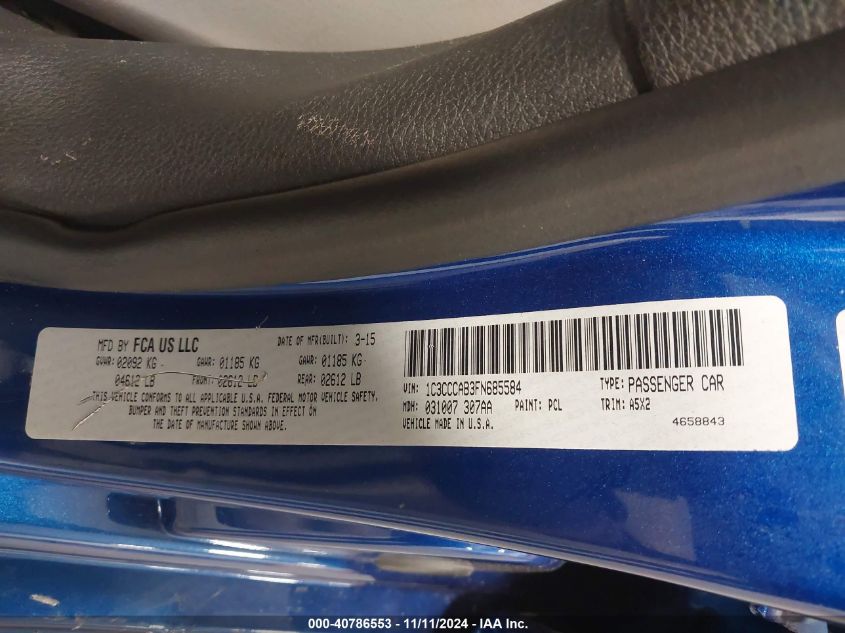 MFD BY FCA US LLC DATE OF MFR(BUILT): 3-15
GVWR: 02092 KG GAWR: 01185 KG GAWR: 01185 KG
04612 LB FRONT: 02612 LB REAR: 02612 LB
THIS VEHICLE CONFORMS TO ALL APPLICABLE U.S.A. FEDERAL MOTOR VEHICLE SAFETY,
BUMPER AND THEFT PREVENTION STANDARDS IN EFFECT ON
THE DATE OF MANUFACTURE SHOWN ABOVE.
VIN: 1C3CCCAB3FN685584 TYPE: PASSENGER CAR
MDH: 031007 307AA PAINT: PCL TRIM: A5X2
VEHICLE MADE IN U.S.A. 4658843
000-40786553 - 11/11/2024 - © IAA, Inc.